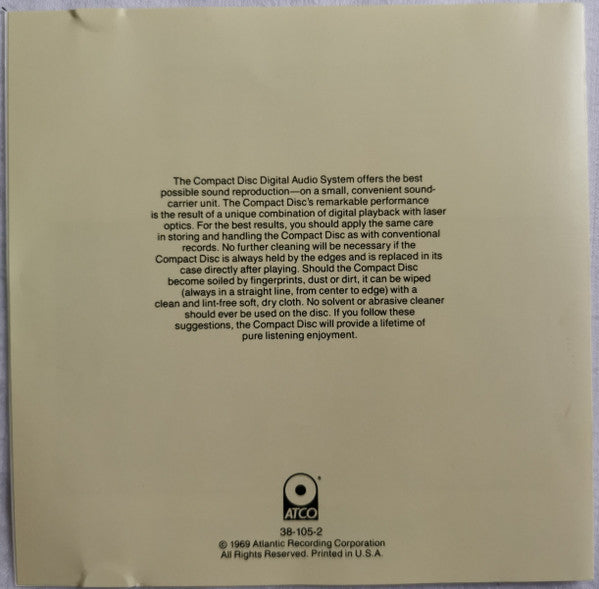 The Compact Disc Digital Audio System offers the best
possible sound reproduction—on a small, convenient sound-
carrier unit. The Compact Disc's remarkable performance
is the result of a unique combination of digital playback with laser
optics. For the best results, you should apply the same care
in storing and handling the Compact Disc as with conventional
records. No further cleaning will be necessary if the
Compact Disc is always held by the edges and is replaced in its
case directly after playing. Should the Compact Disc
become soiled by fingerprints, dust or dirt, it can be wiped
(always in a straight line, from center to edge) with a
clean and lint-free soft, dry cloth. No solvent or abrasive cleaner
should ever be used on the disc. If you follow these
suggestions, the Compact Disc will provide a lifetime of
pure listening enjoyment.
ATCO
38-105-2
© 1969 Atlantic Recording Corporation
All Rights Reserved. Printed in U.S.A.